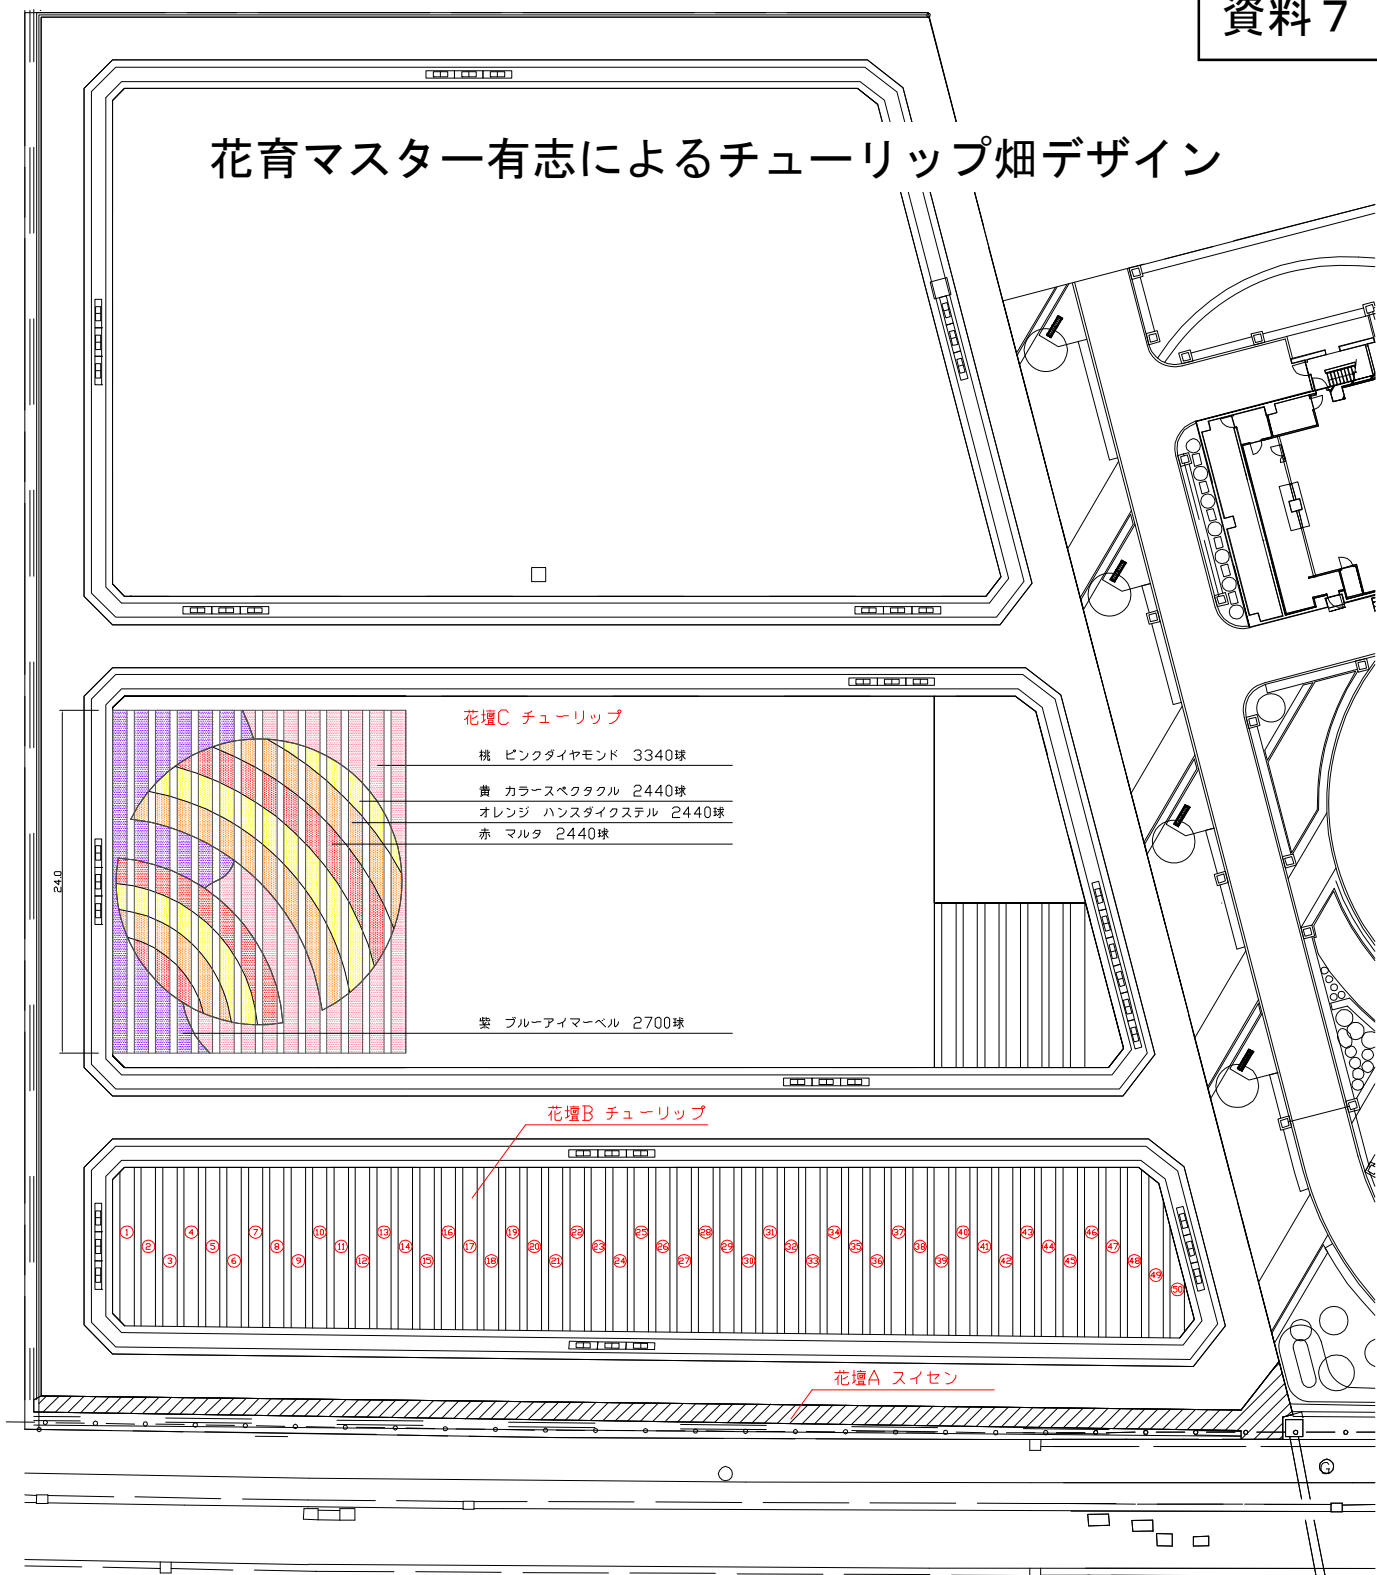 資料７
花育マスター有志によるチューリップ畑デザイン
花壇C チューリップ
桃 ピンクダイヤモンド 3340球
黄 カラースペクタクル 2440球
オレンジ ハンスダイクステル 2440球
赤 マルタ 2440球
24.0
紫 ブルーアイマーベル 2700球
花壇B チューリップ
① ② ③ ④ ⑤ ⑥ ⑦ ⑧ ⑨ ⑩ ⑪ ⑫ ⑬ ⑭ ⑮ ⑯ ⑰ ⑱ ⑲ ⑳ ㉑ ㉒ ㉓ ㉔ ㉕ ㉖ ㉗ ㉘ ㉙ ㉚ ㉛ ㉜ ㉝ ㉞ ㉟ ㊱ ㊲ ㊳ ㊴ ㊵ ㊶ ㊷ ㊸ ㊹ ㊺ ㊻ ㊼ ㊽ ㊾ ㊿
花壇A スイセン
G